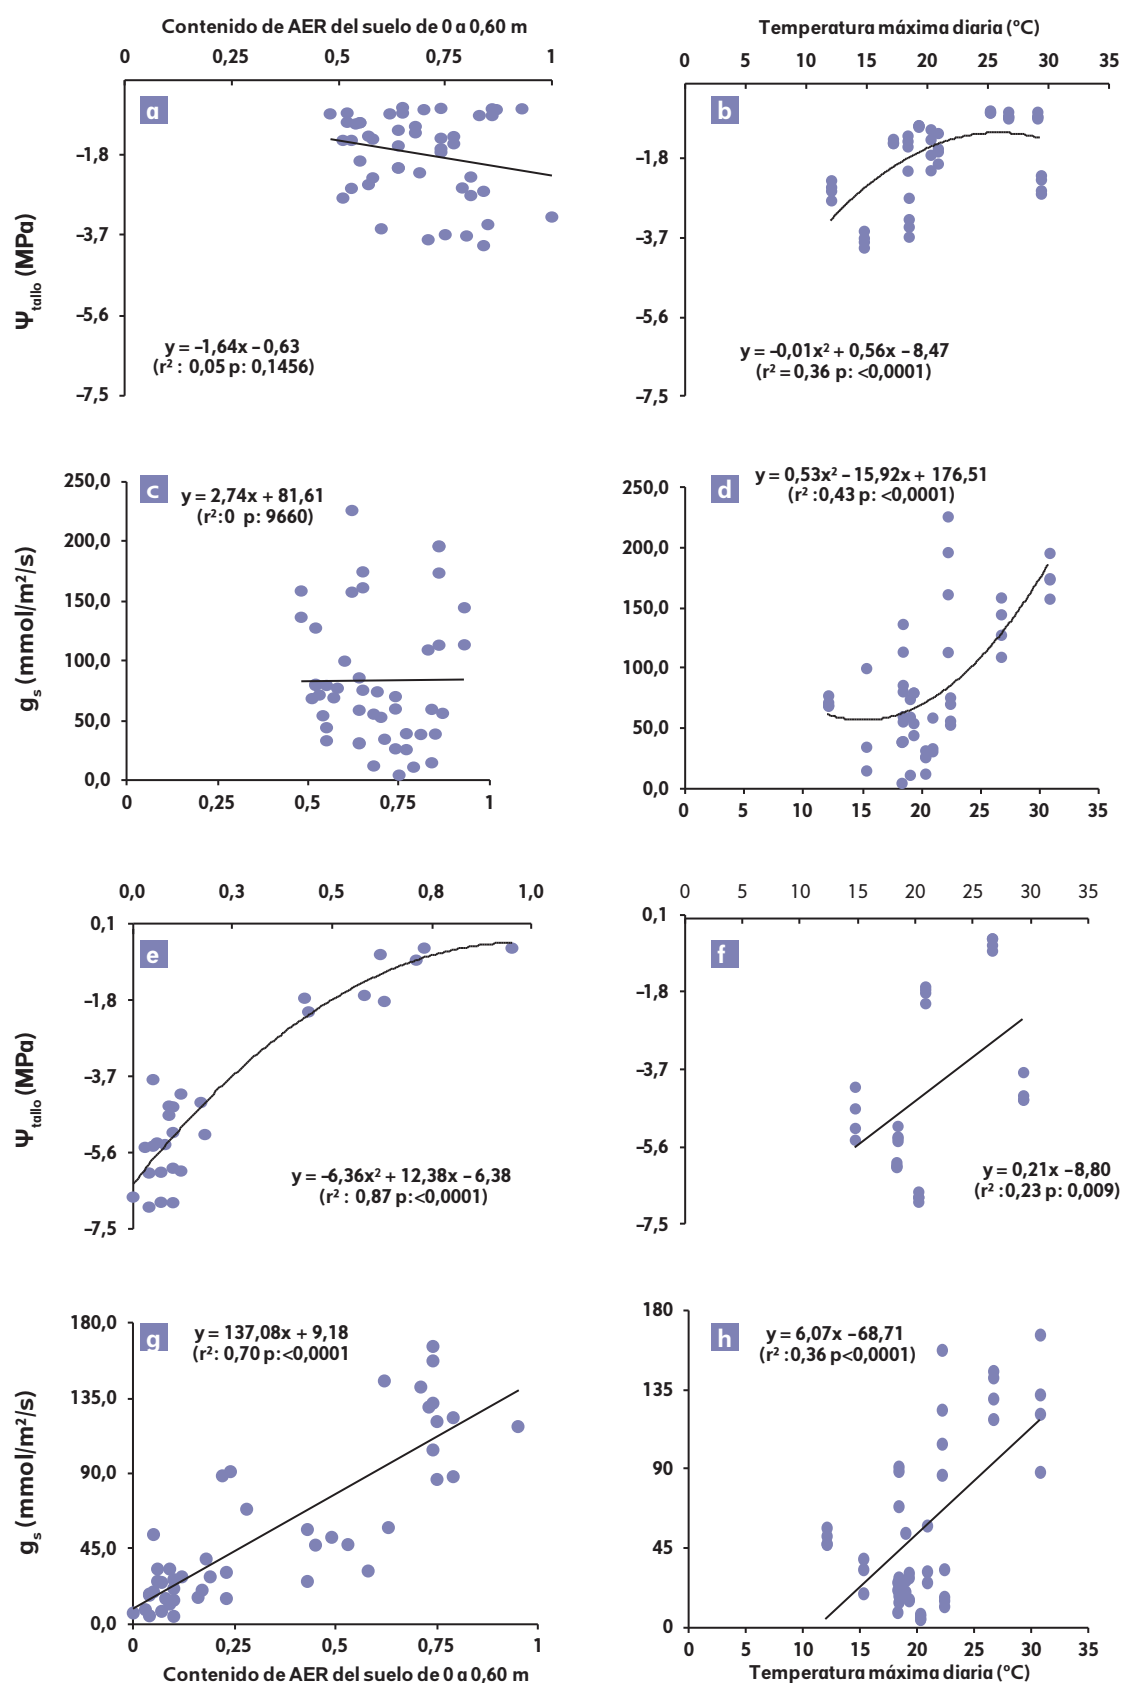 Contenido de AER del suelo de 0 a 0,60 m
0 0,25 0,5 0,75 1
a
–1.8
–3,7
–5,6
–7,5
Ψtallo (MPa)
y = –1,64x – 0,63
(r² : 0,05 p: 0,1456)
Temperatura máxima diaria (°C)
0 5 10 15 20 25 30 35
b
–1.8
–3,7
–5,6
–7,5
y = –0,01x² + 0,56x – 8,47
(r² = 0,36 p: <0,0001)
c
y = 2,74x + 81,61
(r²:0 p: 9660)
250,0
200,0
150,0
100,0
50,0
0,0
gs (mmol/m²/s)
0 0,25 0,5 0,75 1
d
y = 0,53x² – 15,92x + 176,51
(r² :0,43 p: <0,0001)
250,0
200,0
150,0
100,0
50,0
0,0
0 5 10 15 20 25 30 35
0,0 0,3 0,5 0,8 1,0
0,1
e
–1,8
–3,7
–5,6
–7,5
Ψtallo (MPa)
y = –6,36x² + 12,38x – 6,38
(r² : 0,87 p:<0,0001)
0 5 10 15 20 25 30 35
0,1
f
–1,8
–3,7
–5,6
–7,5
y = 0,21x –8,80
(r² :0,23 p: 0,009)
g
y = 137,08x + 9,18
(r²: 0,70 p:<0,0001
180,0
135,0
90,0
45,0
0,0
gs (mmol/m²/s)
0 0,25 0,5 0,75 1
Contenido de AER del suelo de 0 a 0,60 m
h
y = 6,07x –68,71
(r² :0,36 p<0,0001)
180
135
90
45
0
0 5 10 15 20 25 30 35
Temperatura máxima diaria (°C)